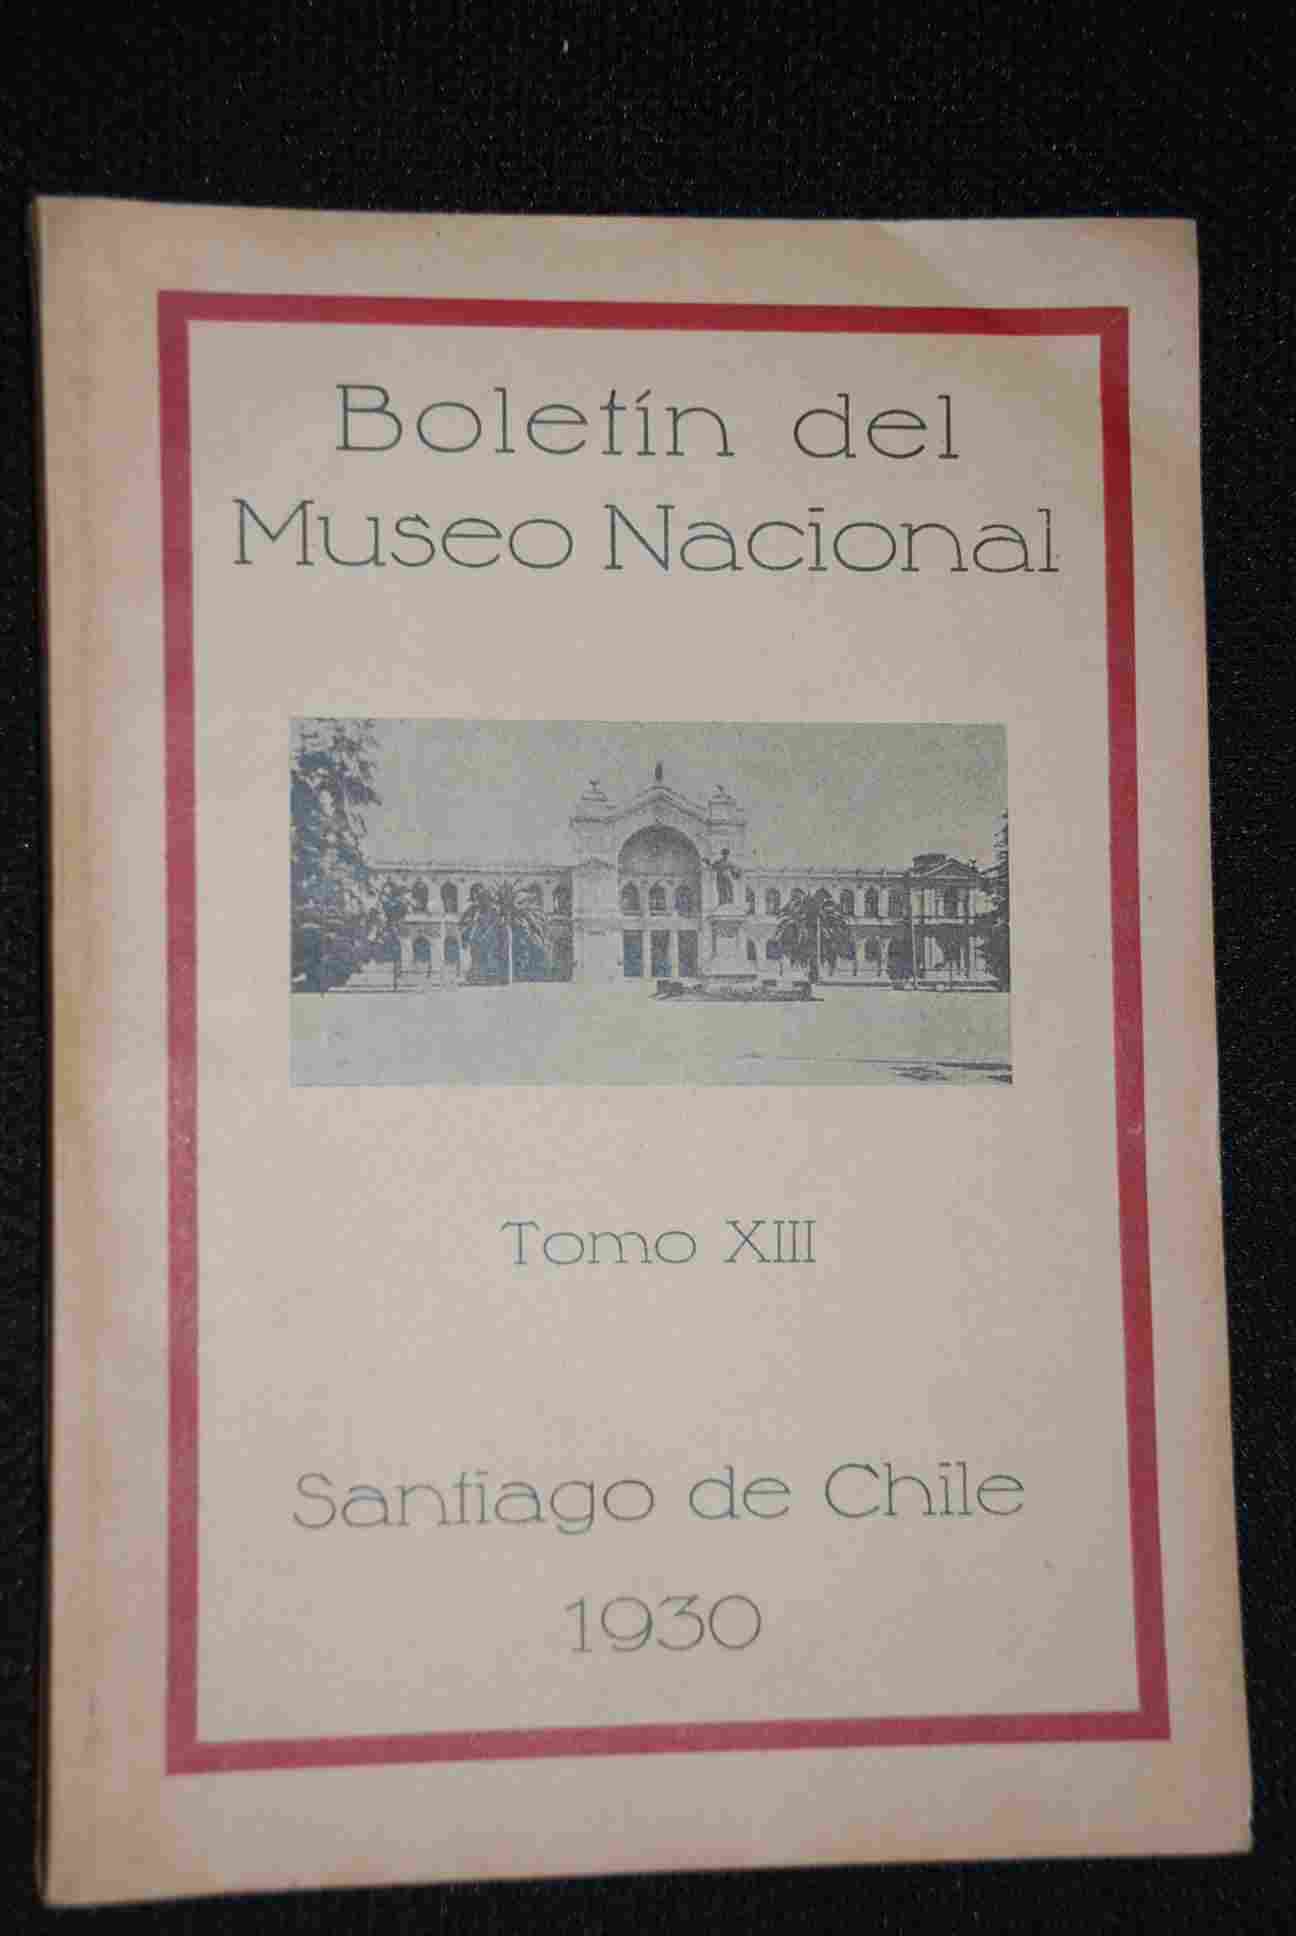 Boletín del
Museo Nacional
Tomo XIII
Santiago de Chile
1930